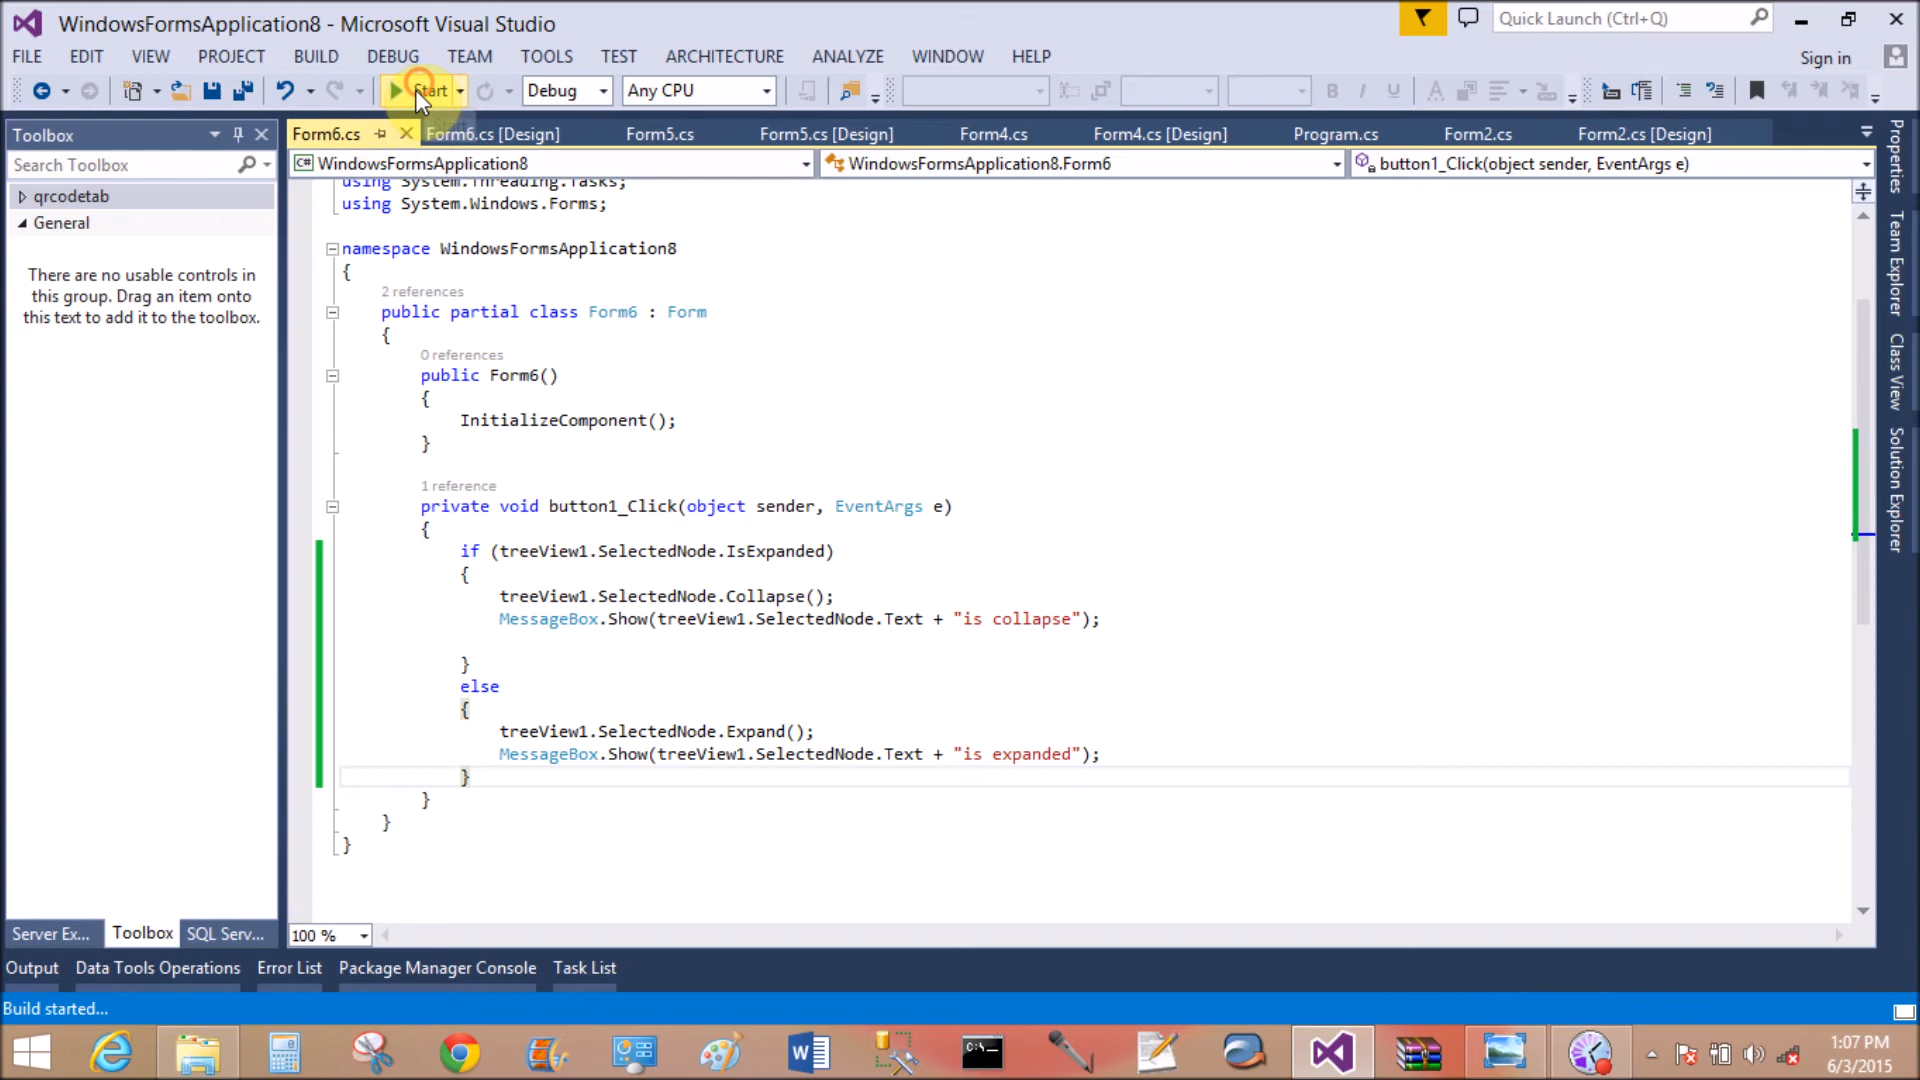 WindowsFormsApplication8 - Microsoft Visual Studio
Quick Launch (Ctrl+Q)
FILE EDIT VIEW PROJECT BUILD DEBUG TEAM TOOLS TEST ARCHITECTURE ANALYZE WINDOW HELP
Sign in
Start Debug Any CPU
Toolbox
Form6.cs Form6.cs [Design] Form5.cs Form5.cs [Design] Form4.cs Form4.cs [Design] Program.cs Form2.cs Form2.cs [Design]
Search Toolbox
WindowsFormsApplication8 WindowsFormsApplication8.Form6 button1_Click(object sender, EventArgs e)
qrcodetab
General
There are no usable controls in
this group. Drag an item onto
this text to add it to the toolbox.
using System.Threading.Tasks;
using System.Windows.Forms;
namespace WindowsFormsApplication8
{
2 references
public partial class Form6 : Form
{
0 references
public Form6()
{
InitializeComponent();
}
1 reference
private void button1_Click(object sender, EventArgs e)
{
if (treeView1.SelectedNode.IsExpanded)
{
treeView1.SelectedNode.Collapse();
MessageBox.Show(treeView1.SelectedNode.Text + "is collapse");
}
else
{
treeView1.SelectedNode.Expand();
MessageBox.Show(treeView1.SelectedNode.Text + "is expanded");
}
}
}
}
Properties
Team Explorer
Class View
Solution Explorer
Server Ex... Toolbox SQL Serv...
100 %
Output Data Tools Operations Error List Package Manager Console Task List
Build started...
C:\
1:07 PM
6/3/2015